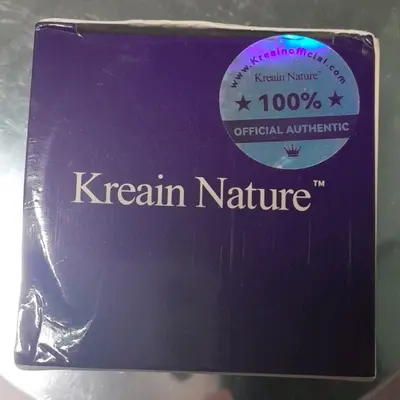 www.Kreainofficial.com
Kreain Nature™
★ 100% ★
OFFICIAL AUTHENTIC
Kreain Nature™